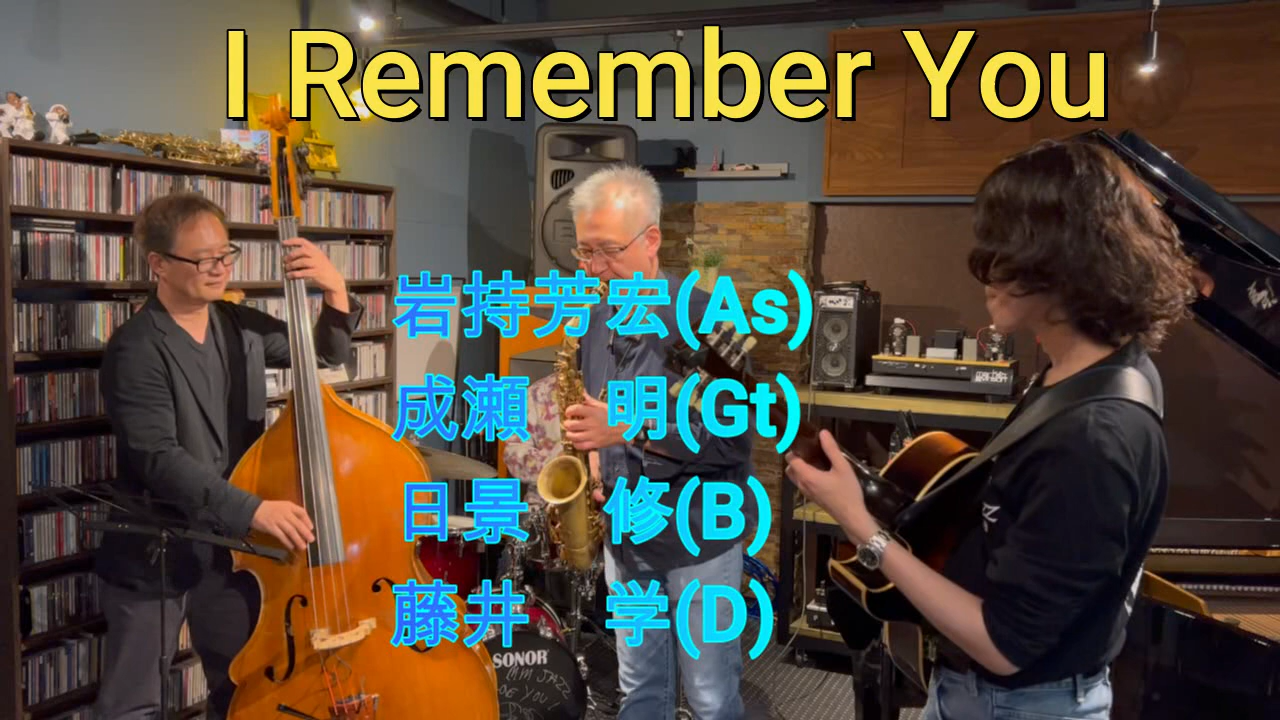 I Remember You
岩持芳宏(As)
成瀬　明(Gt)
日景　修(B)
藤井　学(D)
SONOR